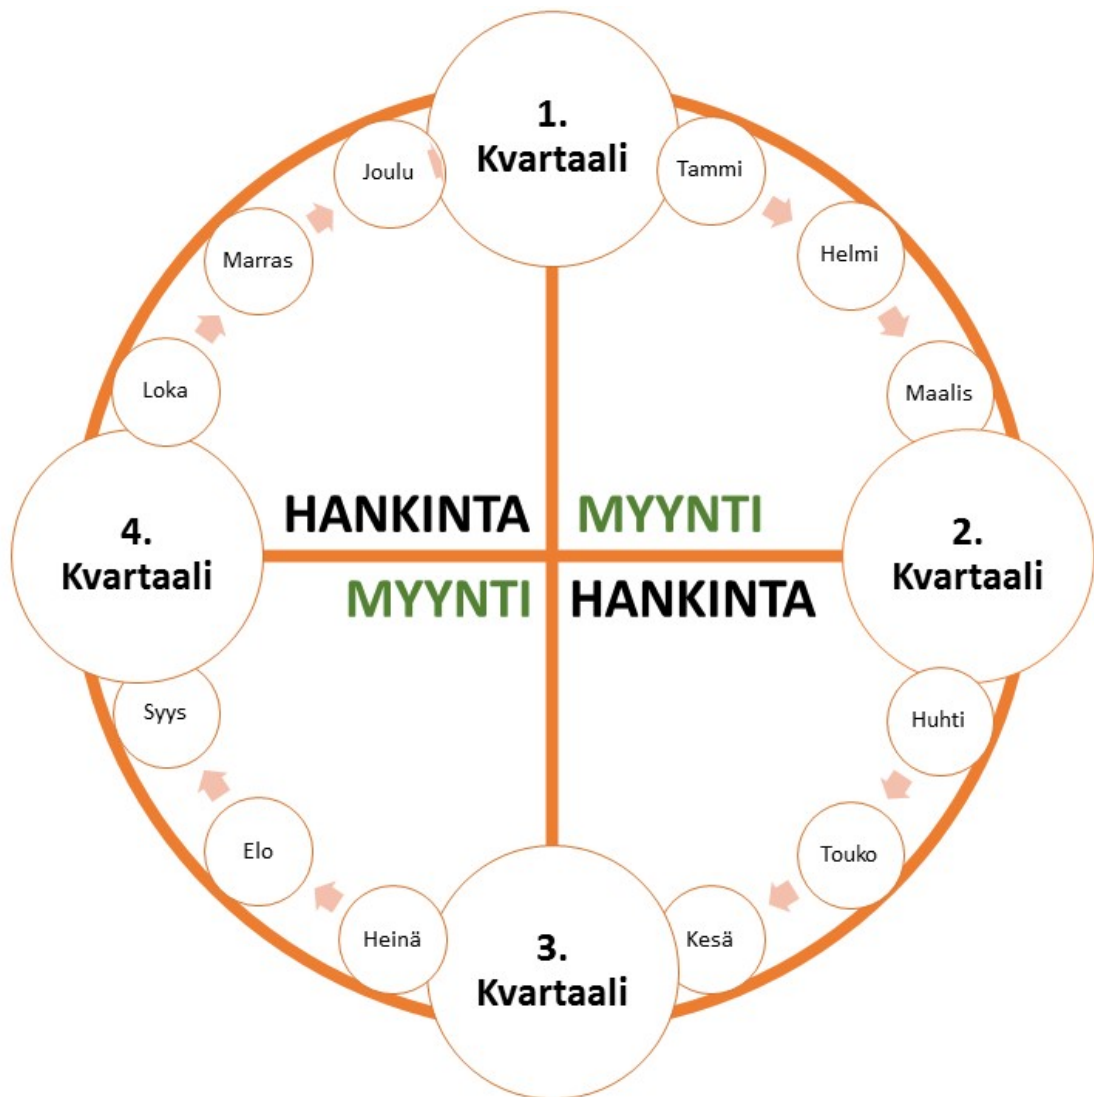 1.
Kvartaali
Tammi
Helmi
Maalis
2.
Kvartaali
Huhti
Touko
Kesä
3.
Kvartaali
Heinä
Elo
Syys
4.
Kvartaali
Loka
Marras
Joulu
HANKINTA
MYYNTI
MYYNTI
HANKINTA